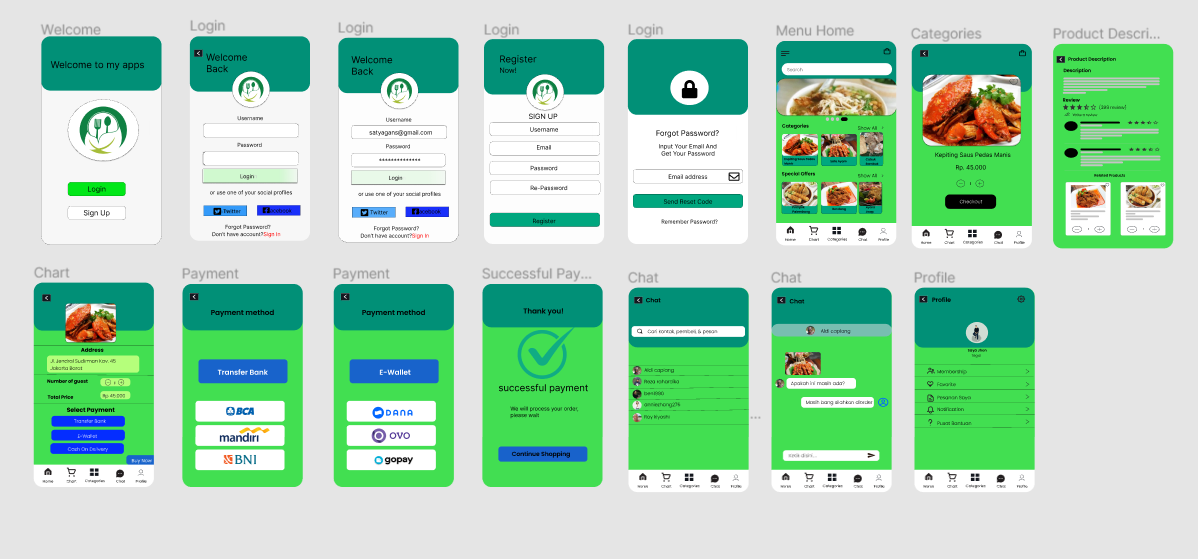 Welcome
Welcome to my apps
Login
Sign Up
Login
Welcome
Back
Username
Password
Login
or use one of your social profiles
Twitter
Facebook
Forgot Password?
Don't have account?Sign In
Login
Welcome
Back
Username
satyagans@gmail.com
Password
**************
Login
or use one of your social profiles
Twitter
Facebook
Forgot Password?
Don't have account?Sign In
Login
Register
Now!
SIGN UP
Username
Email
Password
Re-Password
Register
Login
Forgot Password?
Input Your Email And
Get Your Password
Email address
Send Reset Code
Remember Password?
Menu Home
Search
Categories
Show All
Special Offers
Show All
Home
Chart
Categories
Chat
Profile
Categories
Kepiting Saus Pedas Manis
Rp. 45.000
1
Checkout
Home
Chart
Categories
Chat
Profile
Product Descri...
Product Description
Description
Review
Related Products
Chart
Address
Jl. Jendral Sudirman Kav. 45
Jakarta Barat
Number of guest
Total Price
Rp 45.000
Select Payment
Transfer Bank
E-Wallet
Cash On Delivery
Buy Now
Home
Chart
Categories
Chat
Profile
Payment
Payment method
Transfer Bank
BCA
mandiri
BNI
Payment
Payment method
E-Wallet
DANA
OVO
gopay
Successful Pay...
Thank you!
successful payment
We will process your order,
please wait
Continue Shopping
Chat
Chat
Cari kontak, pembeli, & pesan
Aldi coplang
Reza rahardika
beni1998
anniezhang276
Roy kiyoshi
Home
Chart
Categories
Chat
Profile
Chat
Chat
Aldi coplang
Apakah ini masih ada?
Masih bang silahkan diorder
Home
Chart
Categories
Chat
Profile
Profile
Profile
Membership
Favorite
Pesanan Saya
Notification
Pusat Bantuan
Home
Chart
Categories
Chat
Profile